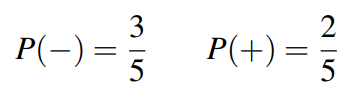 P(−) = 3/5 P(+) = 2/5